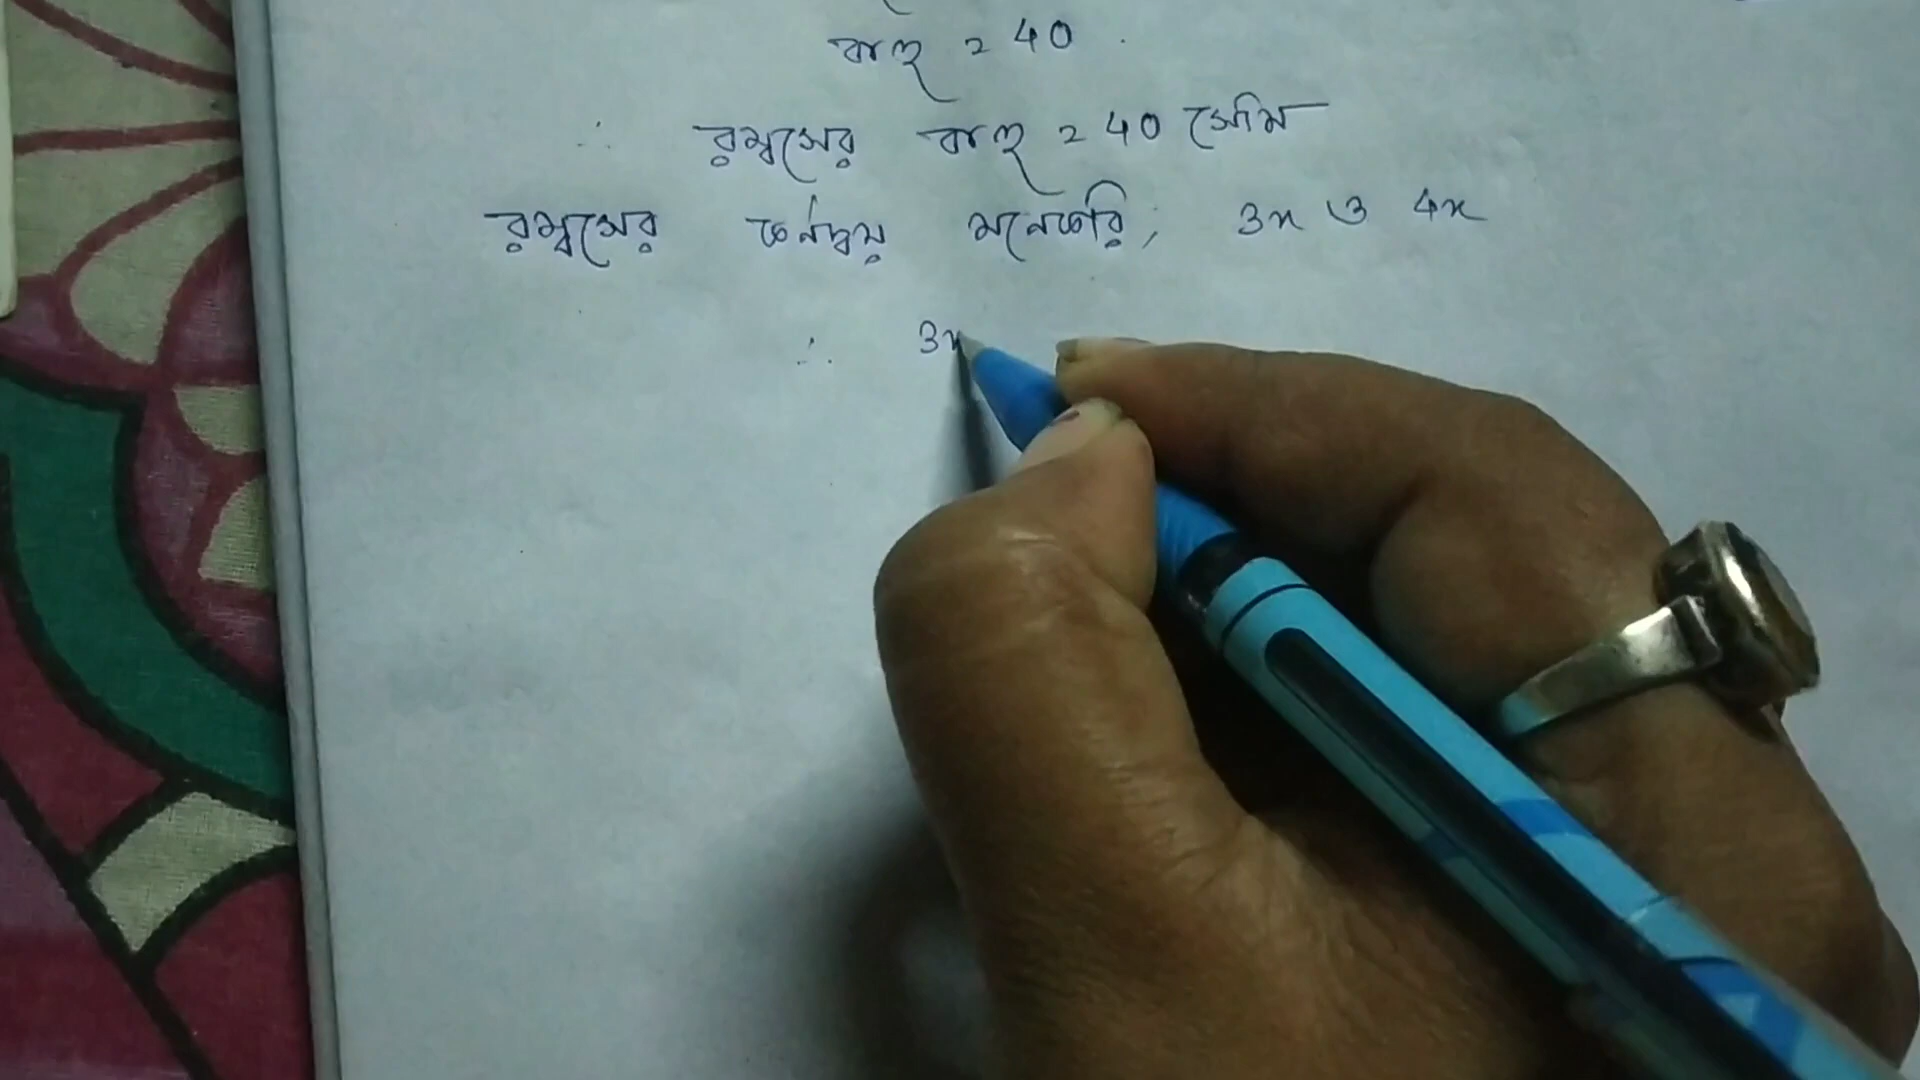 বাহু = 40
∴ রম্বসের বাহু = 40 সেমি
রম্বসের কর্ণদ্বয় মনেকরি, 3x ও 4x
∴ 3x